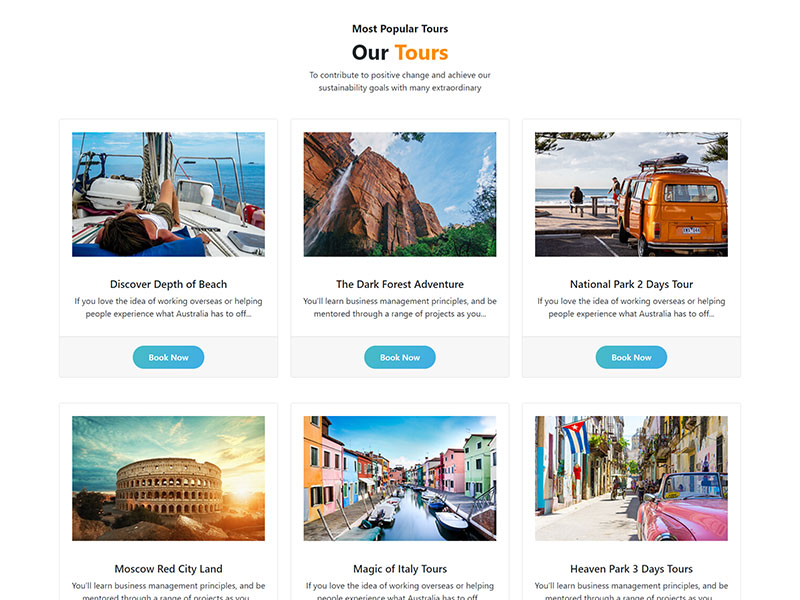 Most Popular Tours
Our Tours
To contribute to positive change and achieve our
sustainability goals with many extraordinary
Discover Depth of Beach
If you love the idea of working overseas or helping
people experience what Australia has to off...
Book Now
The Dark Forest Adventure
You'll learn business management principles, and be
mentored through a range of projects as you...
Book Now
National Park 2 Days Tour
If you love the idea of working overseas or helping
people experience what Australia has to off...
Book Now
Moscow Red City Land
You'll learn business management principles, and be
mentored through a range of projects as you
Magic of Italy Tours
If you love the idea of working overseas or helping
people experience what Australia has to off
Heaven Park 3 Days Tours
You'll learn business management principles, and be
mentored through a range of projects as you